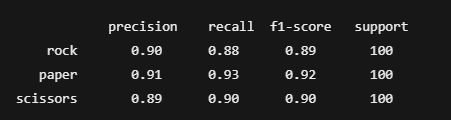 precision recall f1-score support
rock 0.90 0.88 0.89 100
paper 0.91 0.93 0.92 100
scissors 0.89 0.90 0.90 100